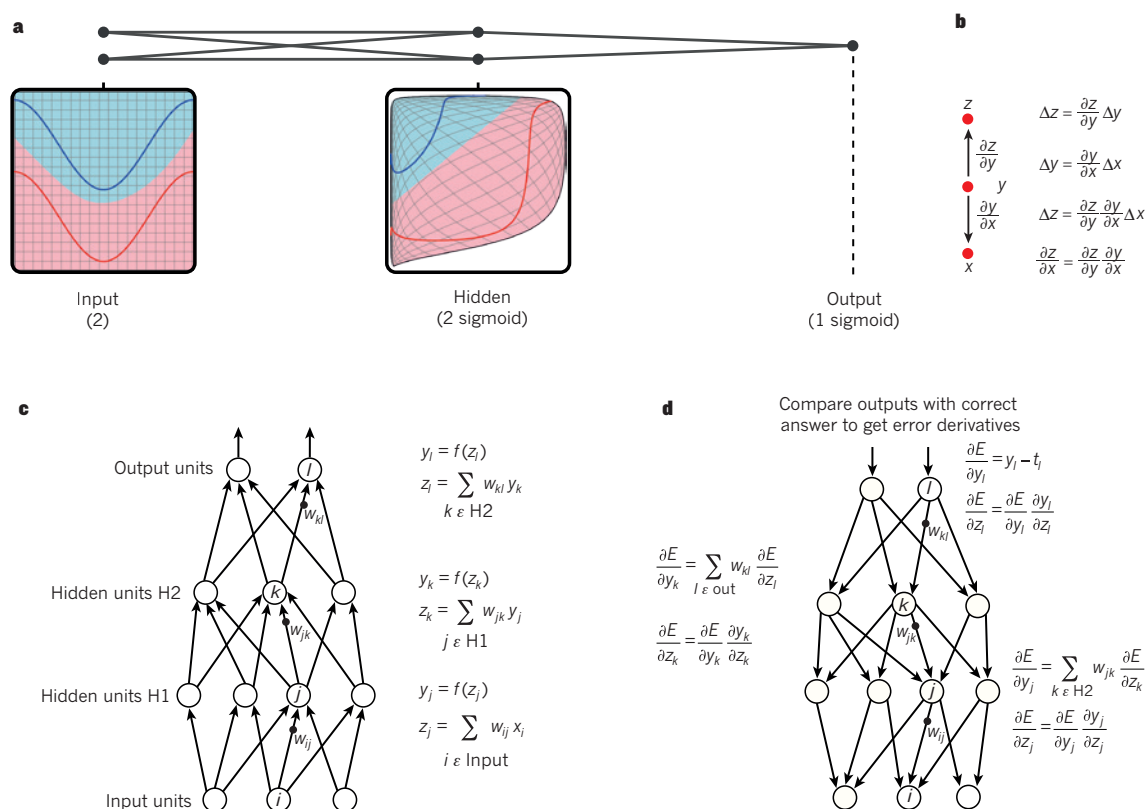 a
Input
(2)
Hidden
(2 sigmoid)
Output
(1 sigmoid)
b
z
∂z/∂y
y
∂y/∂x
x
Δz = ∂z/∂y Δy
Δy = ∂y/∂x Δx
Δz = ∂z/∂y ∂y/∂x Δx
∂z/∂x = ∂z/∂y ∂y/∂x
c
Output units
l
w_kl
y_l = f(z_l)
z_l = ∑ w_kl y_k
k ε H2
Hidden units H2
k
w_jk
y_k = f(z_k)
z_k = ∑ w_jk y_j
j ε H1
Hidden units H1
j
w_ij
y_j = f(z_j)
z_j = ∑ w_ij x_i
i ε Input
Input units
i
d
Compare outputs with correct
answer to get error derivatives
l
∂E/∂y_l = y_l – t_l
∂E/∂z_l = ∂E/∂y_l ∂y_l/∂z_l
w_kl
∂E/∂y_k = ∑ w_kl ∂E/∂z_l
l ε out
∂E/∂z_k = ∂E/∂y_k ∂y_k/∂z_k
k
w_jk
∂E/∂y_j = ∑ w_jk ∂E/∂z_k
k ε H2
∂E/∂z_j = ∂E/∂y_j ∂y_j/∂z_j
j
w_ij
i